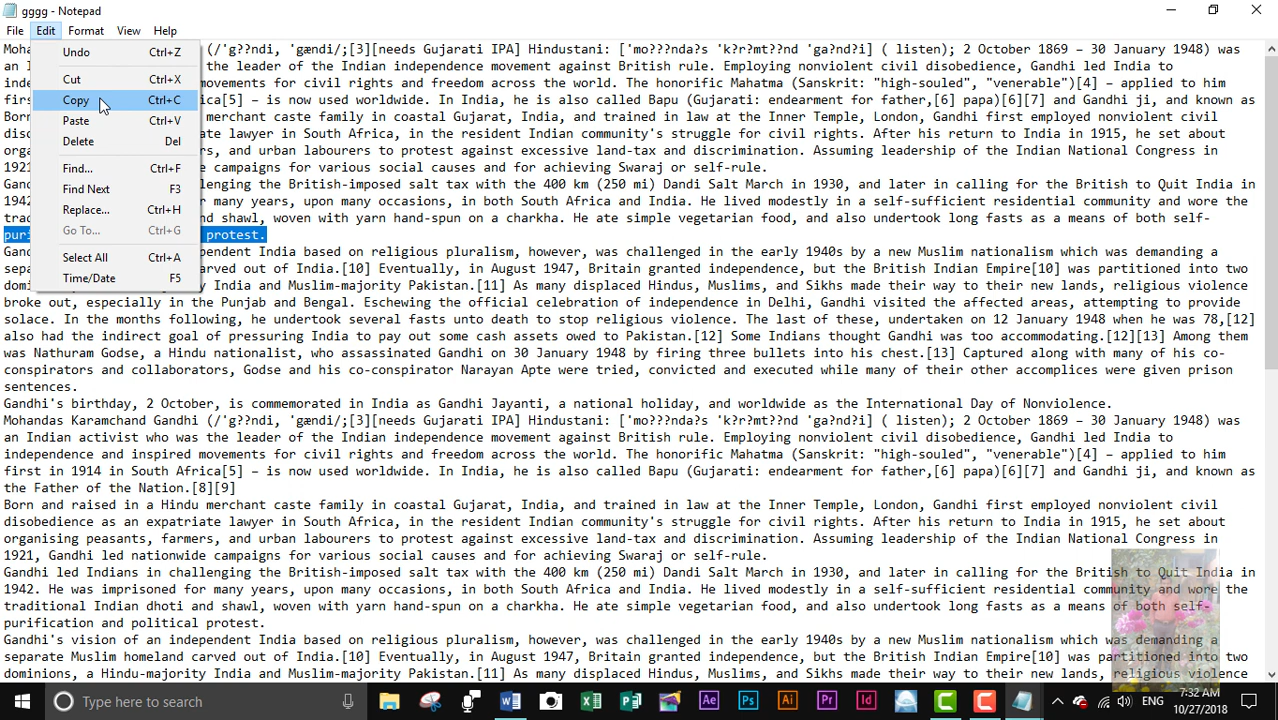 gggg - Notepad
File Edit Format View Help
Undo Ctrl+Z
Cut Ctrl+X
Copy Ctrl+C
Paste Ctrl+V
Delete Del
Find... Ctrl+F
Find Next F3
Replace... Ctrl+H
Go To... Ctrl+G
Select All Ctrl+A
Time/Date F5
Moha (/ˈɡ??ndi, ˈɡændi/;[3][needs Gujarati IPA] Hindustani: [ˈmo???nda?s ˈk?r?mt??nd ˈɡa?nd?i] ( listen); 2 October 1869 – 30 January 1948) was
an I the leader of the Indian independence movement against British rule. Employing nonviolent civil disobedience, Gandhi led India to
inde movements for civil rights and freedom across the world. The honorific Mahatma (Sanskrit: "high-souled", "venerable")[4] – applied to him
firs ica[5] – is now used worldwide. In India, he is also called Bapu (Gujarati: endearment for father,[6] papa)[6][7] and Gandhi ji, and known as
Born merchant caste family in coastal Gujarat, India, and trained in law at the Inner Temple, London, Gandhi first employed nonviolent civil
diso ate lawyer in South Africa, in the resident Indian community's struggle for civil rights. After his return to India in 1915, he set about
orga rs, and urban labourers to protest against excessive land-tax and discrimination. Assuming leadership of the Indian National Congress in
1921 e campaigns for various social causes and for achieving Swaraj or self-rule.
Gand lenging the British-imposed salt tax with the 400 km (250 mi) Dandi Salt March in 1930, and later in calling for the British to Quit India in
1942 r many years, upon many occasions, in both South Africa and India. He lived modestly in a self-sufficient residential community and wore the
trad and shawl, woven with yarn hand-spun on a charkha. He ate simple vegetarian food, and also undertook long fasts as a means of both self-
puri protest.
Gand pendent India based on religious pluralism, however, was challenged in the early 1940s by a new Muslim nationalism which was demanding a
sepa arved out of India.[10] Eventually, in August 1947, Britain granted independence, but the British Indian Empire[10] was partitioned into two
domi dia and Muslim-majority Pakistan.[11] As many displaced Hindus, Muslims, and Sikhs made their way to their new lands, religious violence
broke out, especially in the Punjab and Bengal. Eschewing the official celebration of independence in Delhi, Gandhi visited the affected areas, attempting to provide
solace. In the months following, he undertook several fasts unto death to stop religious violence. The last of these, undertaken on 12 January 1948 when he was 78,[12]
also had the indirect goal of pressuring India to pay out some cash assets owed to Pakistan.[12] Some Indians thought Gandhi was too accommodating.[12][13] Among them
was Nathuram Godse, a Hindu nationalist, who assassinated Gandhi on 30 January 1948 by firing three bullets into his chest.[13] Captured along with many of his co-
conspirators and collaborators, Godse and his co-conspirator Narayan Apte were tried, convicted and executed while many of their other accomplices were given prison
sentences.
Gandhi's birthday, 2 October, is commemorated in India as Gandhi Jayanti, a national holiday, and worldwide as the International Day of Nonviolence.
Mohandas Karamchand Gandhi (/ˈɡ??ndi, ˈɡændi/;[3][needs Gujarati IPA] Hindustani: [ˈmo???nda?s ˈk?r?mt??nd ˈɡa?nd?i] ( listen); 2 October 1869 – 30 January 1948) was
an Indian activist who was the leader of the Indian independence movement against British rule. Employing nonviolent civil disobedience, Gandhi led India to
independence and inspired movements for civil rights and freedom across the world. The honorific Mahatma (Sanskrit: "high-souled", "venerable")[4] – applied to him
first in 1914 in South Africa[5] – is now used worldwide. In India, he is also called Bapu (Gujarati: endearment for father,[6] papa)[6][7] and Gandhi ji, and known as
the Father of the Nation.[8][9]
Born and raised in a Hindu merchant caste family in coastal Gujarat, India, and trained in law at the Inner Temple, London, Gandhi first employed nonviolent civil
disobedience as an expatriate lawyer in South Africa, in the resident Indian community's struggle for civil rights. After his return to India in 1915, he set about
organising peasants, farmers, and urban labourers to protest against excessive land-tax and discrimination. Assuming leadership of the Indian National Congress in
1921, Gandhi led nationwide campaigns for various social causes and for achieving Swaraj or self-rule.
Gandhi led Indians in challenging the British-imposed salt tax with the 400 km (250 mi) Dandi Salt March in 1930, and later in calling for the British to Quit India in
1942. He was imprisoned for many years, upon many occasions, in both South Africa and India. He lived modestly in a self-sufficient residential community and wore the
traditional Indian dhoti and shawl, woven with yarn hand-spun on a charkha. He ate simple vegetarian food, and also undertook long fasts as a means of both self-
purification and political protest.
Gandhi's vision of an independent India based on religious pluralism, however, was challenged in the early 1940s by a new Muslim nationalism which was demanding a
separate Muslim homeland carved out of India.[10] Eventually, in August 1947, Britain granted independence, but the British Indian Empire[10] was partitioned into two
dominions, a Hindu-majority India and Muslim-majority Pakistan.[11] As many displaced Hindus, Muslims, and Sikhs made their way to their new lands, religious violence
Type here to search
Ae Ps Ai Pr Id
ENG
7:32 AM
10/27/2018